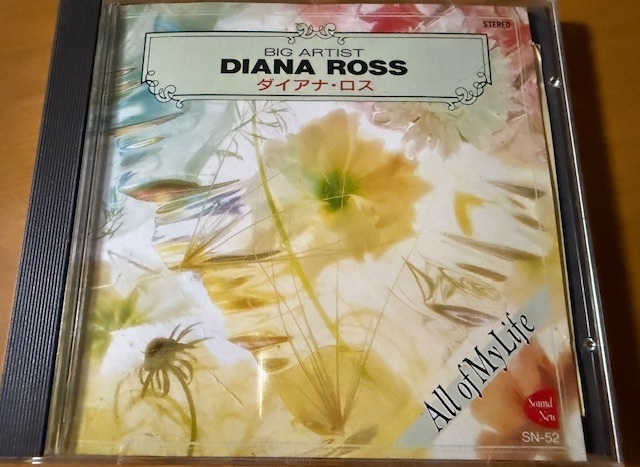 STEREO
BIG ARTIST
DIANA ROSS
ダイアナ・ロス
All of My Life
Sound
New
SN-52